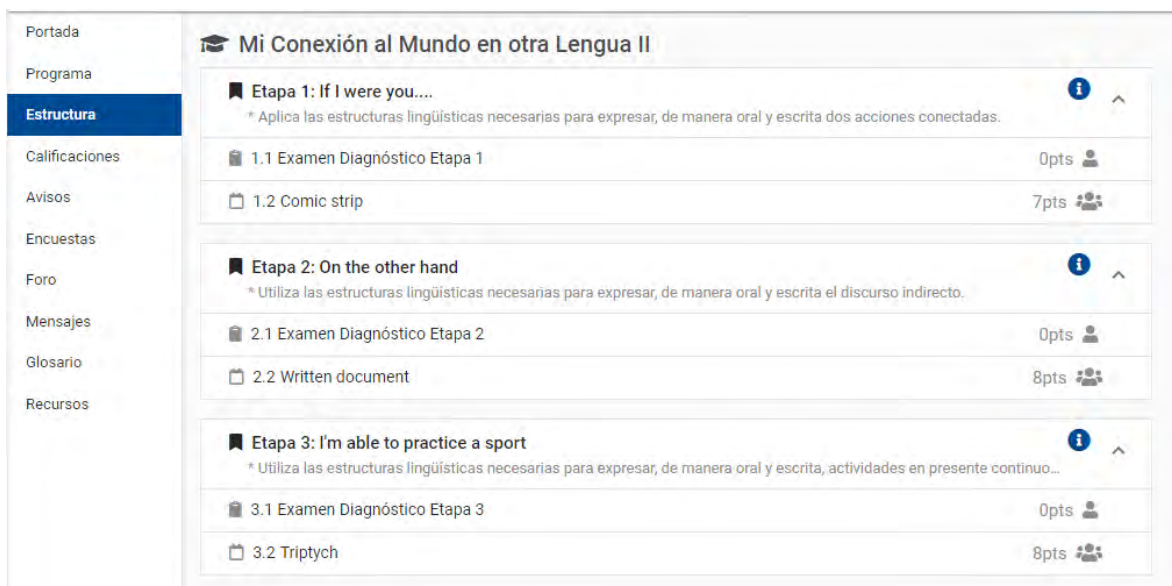 Portada
Programa
Estructura
Calificaciones
Avisos
Encuestas
Foro
Mensajes
Glosario
Recursos
Mi Conexión al Mundo en otra Lengua II
Etapa 1: If I were you....
* Aplica las estructuras lingüísticas necesarias para expresar, de manera oral y escrita dos acciones conectadas.
1.1 Examen Diagnóstico Etapa 1 0pts
1.2 Comic strip 7pts
Etapa 2: On the other hand
* Utiliza las estructuras lingüísticas necesarias para expresar, de manera oral y escrita el discurso indirecto.
2.1 Examen Diagnóstico Etapa 2 0pts
2.2 Written document 8pts
Etapa 3: I'm able to practice a sport
* Utiliza las estructuras lingüísticas necesarias para expresar, de manera oral y escrita, actividades en presente continuo...
3.1 Examen Diagnóstico Etapa 3 0pts
3.2 Triptych 8pts